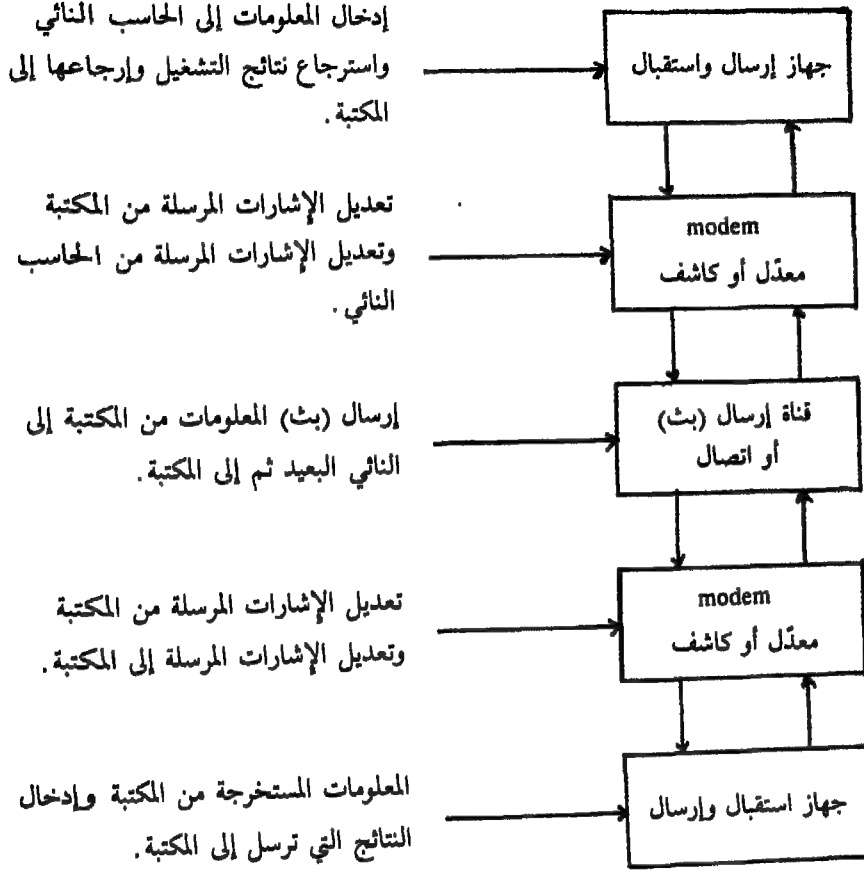 جهاز إرسال واستقبال
إدخال المعلومات إلى الحاسب النائي
واسترجاع نتائج التشغيل وإرجاعها إلى
المكتبة .
modem
معدّل أو كاشف
تعديل الإشارات المرسلة من المكتبة
وتعديل الإشارات المرسلة من الحاسب
النائي .
قناة إرسال (بث)
أو اتصال
إرسال (بث) المعلومات من المكتبة إلى
النائي البعيد ثم إلى المكتبة .
modem
معدّل أو كاشف
تعديل الإشارات المرسلة من المكتبة
وتعديل الإشارات المرسلة إلى المكتبة .
جهاز استقبال وإرسال
المعلومات المستخرجة من المكتبة وإدخال
النتائج التي ترسل إلى المكتبة .